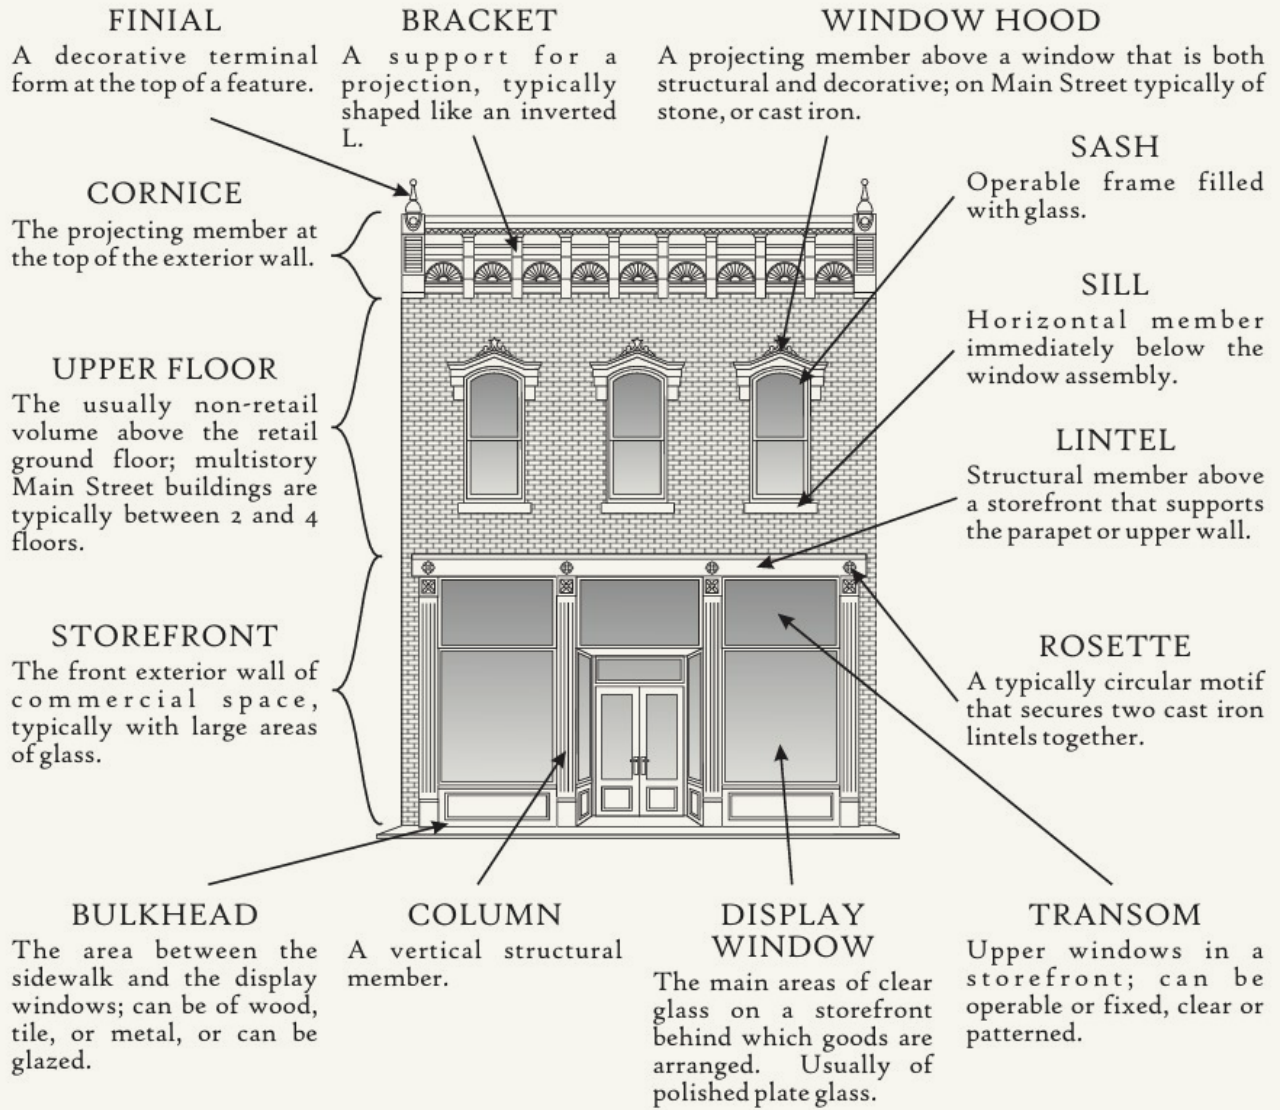 FINIAL
A decorative terminal
form at the top of a feature.
BRACKET
A support for a
projection, typically
shaped like an inverted
L.
WINDOW HOOD
A projecting member above a window that is both
structural and decorative; on Main Street typically of
stone, or cast iron.
SASH
Operable frame filled
with glass.
CORNICE
The projecting member at
the top of the exterior wall.
SILL
Horizontal member
immediately below the
window assembly.
UPPER FLOOR
The usually non-retail
volume above the retail
ground floor; multistory
Main Street buildings are
typically between 2 and 4
floors.
LINTEL
Structural member above
a storefront that supports
the parapet or upper wall.
STOREFRONT
The front exterior wall of
commercial space,
typically with large areas
of glass.
ROSETTE
A typically circular motif
that secures two cast iron
lintels together.
BULKHEAD
The area between the
sidewalk and the display
windows; can be of wood,
tile, or metal, or can be
glazed.
COLUMN
A vertical structural
member.
DISPLAY
WINDOW
The main areas of clear
glass on a storefront
behind which goods are
arranged. Usually of
polished plate glass.
TRANSOM
Upper windows in a
storefront; can be
operable or fixed, clear or
patterned.